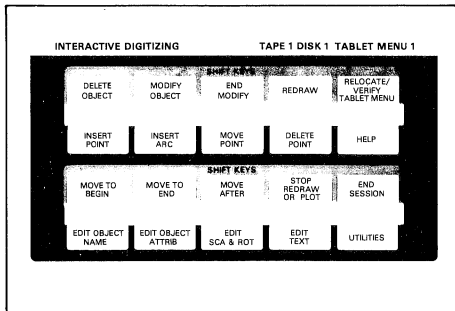 INTERACTIVE DIGITIZING TAPE 1 DISK 1 TABLET MENU 1
SHIFT KEYS
DELETE OBJECT MODIFY OBJECT END MODIFY REDRAW RELOCATE/ VERIFY TABLET MENU
INSERT POINT INSERT ARC MOVE POINT DELETE POINT HELP
SHIFT KEYS
MOVE TO BEGIN MOVE TO END MOVE AFTER STOP REDRAW OR PLOT END SESSION
EDIT OBJECT NAME EDIT OBJECT ATTRIB EDIT SCA & ROT EDIT TEXT UTILITIES